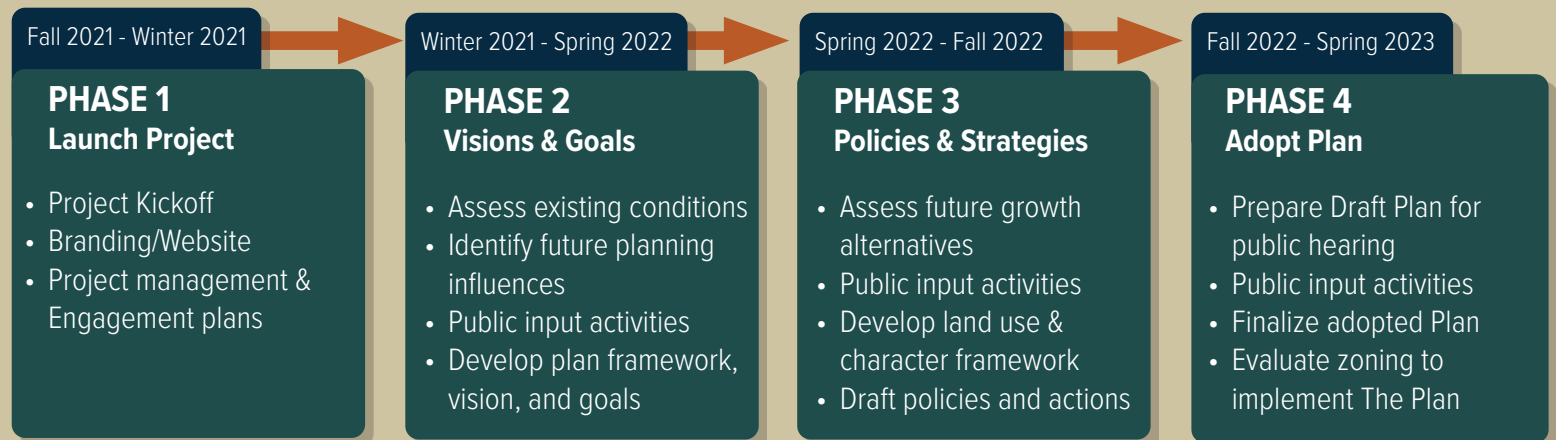 Fall 2021 - Winter 2021
PHASE 1
Launch Project
• Project Kickoff
• Branding/Website
• Project management &
Engagement plans
Winter 2021 - Spring 2022
PHASE 2
Visions & Goals
• Assess existing conditions
• Identify future planning
influences
• Public input activities
• Develop plan framework,
vision, and goals
Spring 2022 - Fall 2022
PHASE 3
Policies & Strategies
• Assess future growth
alternatives
• Public input activities
• Develop land use &
character framework
• Draft policies and actions
Fall 2022 - Spring 2023
PHASE 4
Adopt Plan
• Prepare Draft Plan for
public hearing
• Public input activities
• Finalize adopted Plan
• Evaluate zoning to
implement The Plan